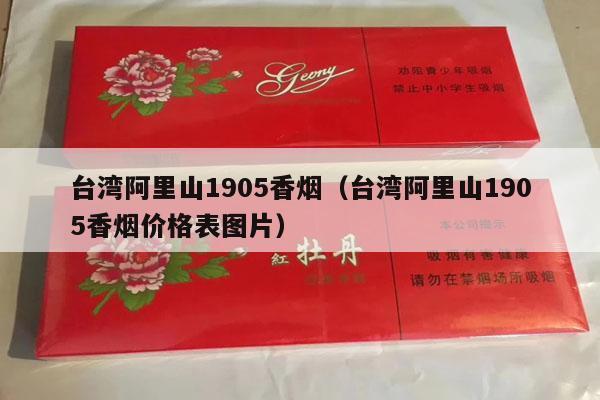 Geony
劝阻青少年吸烟
禁止中小学生吸烟
台湾阿里山1905香烟（台湾阿里山190
5香烟价格表图片）
本公司提示
紅 牡丹
吸烟有害健康
请勿在禁烟场所吸烟